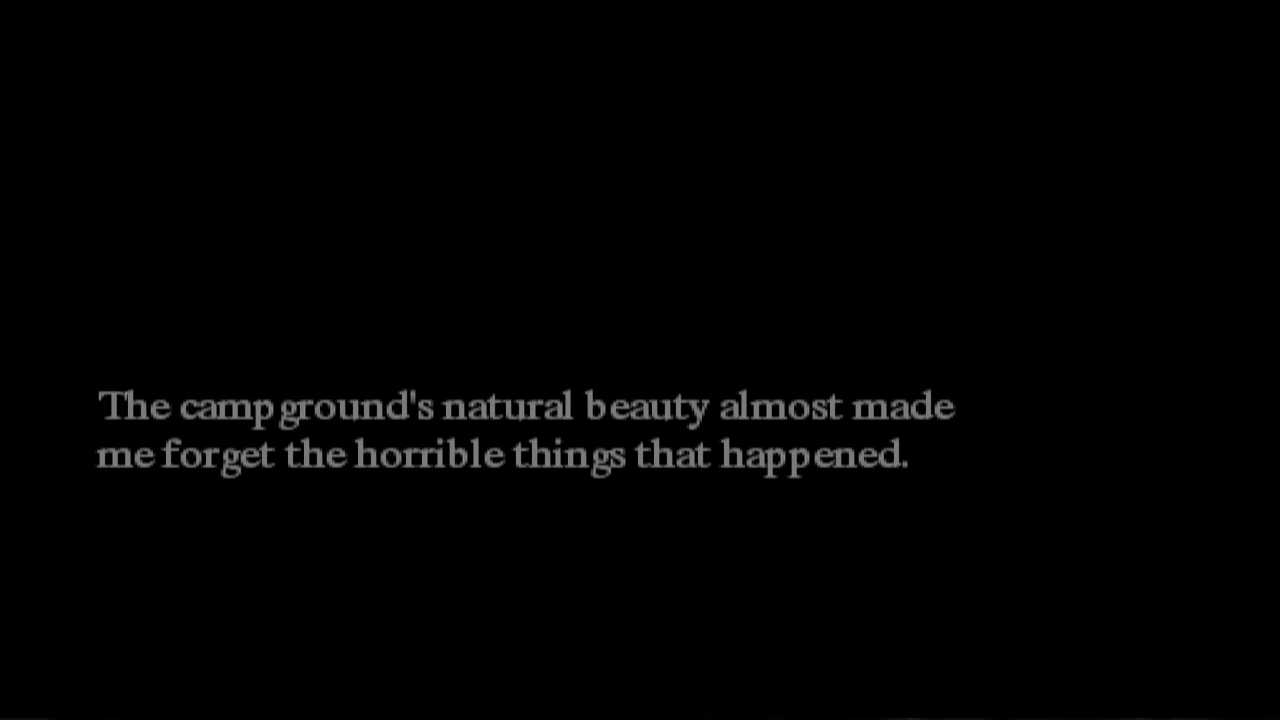 The campground's natural beauty almost made
me forget the horrible things that happened.